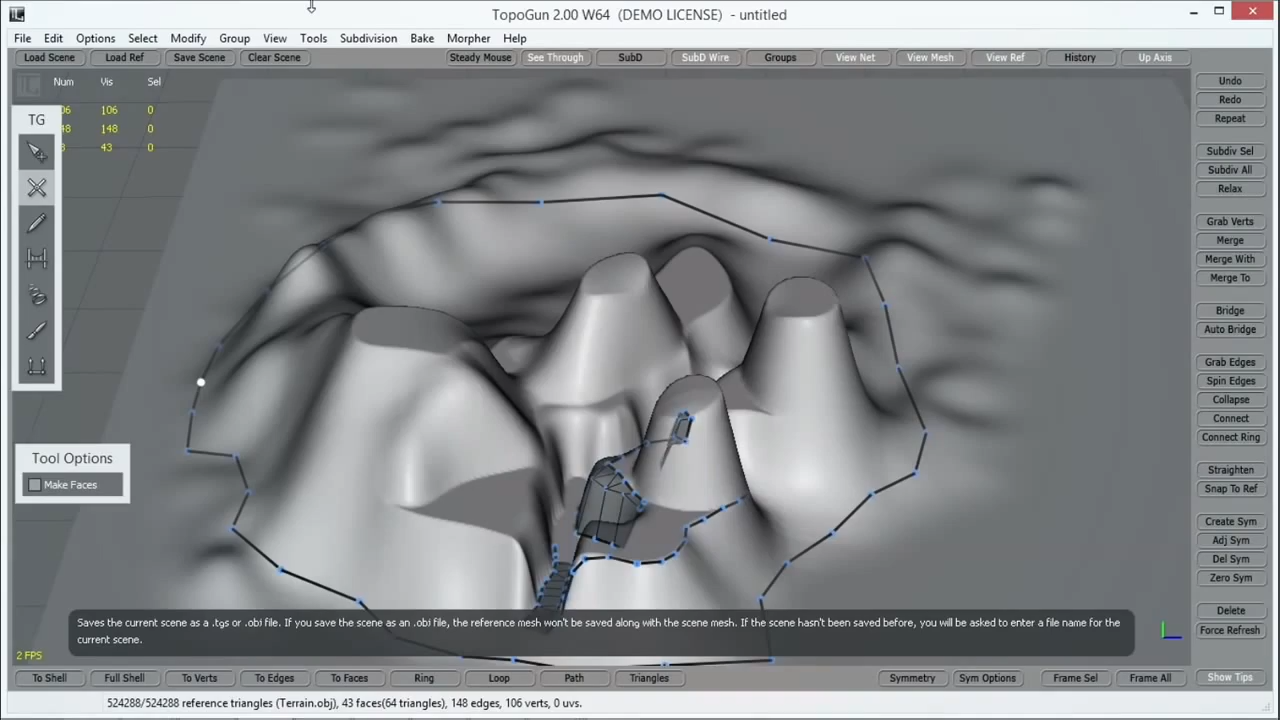 TopoGun 2.00 W64 (DEMO LICENSE) - untitled
File Edit Options Select Modify Group View Tools Subdivision Bake Morpher Help
Load Scene Load Ref Save Scene Clear Scene Steady Mouse See Through SubD SubD Wire Groups View Net View Mesh View Ref History Up Axis
Num Vis Sel
06 106 0
48 148 0
3 43 0
TG
Tool Options
Make Faces
Undo
Redo
Repeat
Subdiv Sel
Subdiv All
Relax
Grab Verts
Merge
Merge With
Merge To
Bridge
Auto Bridge
Grab Edges
Spin Edges
Collapse
Connect
Connect Ring
Straighten
Snap To Ref
Create Sym
Adj Sym
Del Sym
Zero Sym
Delete
Force Refresh
Saves the current scene as a .tgs or .obj file. If you save the scene as an .obj file, the reference mesh won't be saved along with the scene mesh. If the scene hasn't been saved before, you will be asked to enter a file name for the
current scene.
2 FPS
To Shell Full Shell To Verts To Edges To Faces Ring Loop Path Triangles Symmetry Sym Options Frame Sel Frame All Show Tips
524288/524288 reference triangles (Terrain.obj), 43 faces(64 triangles), 148 edges, 106 verts, 0 uvs.